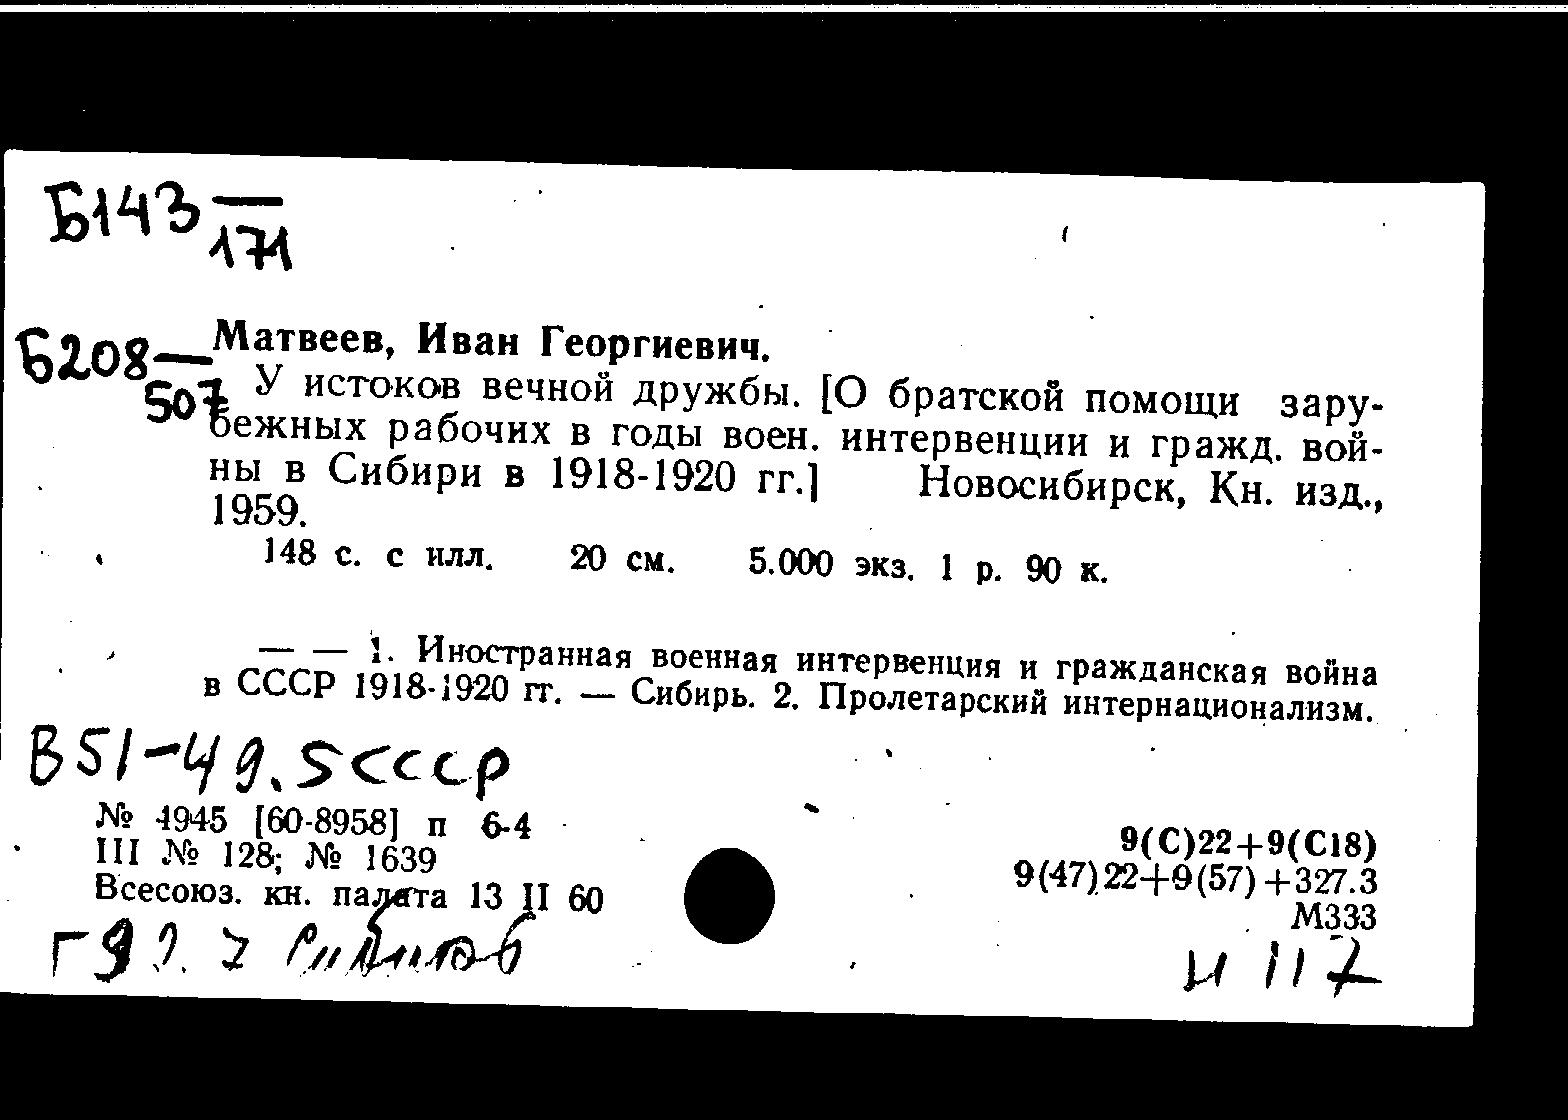 Б143—
171
Матвеев, Иван Георгиевич.
Б208—
507
У истоков вечной дружбы. [О братской помощи зару-
бежных рабочих в годы воен. интервенции и гражд. вой-
ны в Сибири в 1918-1920 гг.] Новосибирск, Кн. изд.,
1959.
148 с. с илл. 20 см. 5.000 экз. 1 р. 90 к.
— — 1. Иностранная военная интервенция и гражданская война
в СССР 1918-1920 гг. — Сибирь. 2. Пролетарский интернационализм.
В51-49.5СССР
№ 4945 [60-8958] п 6-4
III № 128; № 1639
Всесоюз. кн. палата 13 II 60
9(С)22+9(С18)
9(47)22+9(57)+327.3
М333
И 117